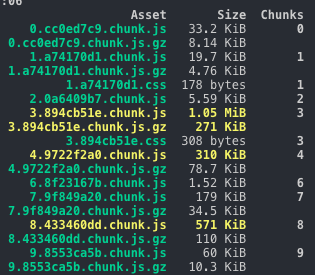 :06
Asset Size Chunks
0.cc0ed7c9.chunk.js 33.2 KiB 0
0.cc0ed7c9.chunk.js.gz 8.14 KiB
1.a74170d1.chunk.js 19.7 KiB 1
1.a74170d1.chunk.js.gz 4.76 KiB
1.a74170d1.css 178 bytes 1
2.0a6409b7.chunk.js 5.59 KiB 2
3.894cb51e.chunk.js 1.05 MiB 3
3.894cb51e.chunk.js.gz 271 KiB
3.894cb51e.css 308 bytes 3
4.9722f2a0.chunk.js 310 KiB 4
4.9722f2a0.chunk.js.gz 78.7 KiB
6.8f23167b.chunk.js 1.52 KiB 6
7.9f849a20.chunk.js 179 KiB 7
7.9f849a20.chunk.js.gz 34.5 KiB
8.433460dd.chunk.js 571 KiB 8
8.433460dd.chunk.js.gz 110 KiB
9.8553ca5b.chunk.js 60 KiB 9
9.8553ca5b.chunk.js.gz 10.3 KiB